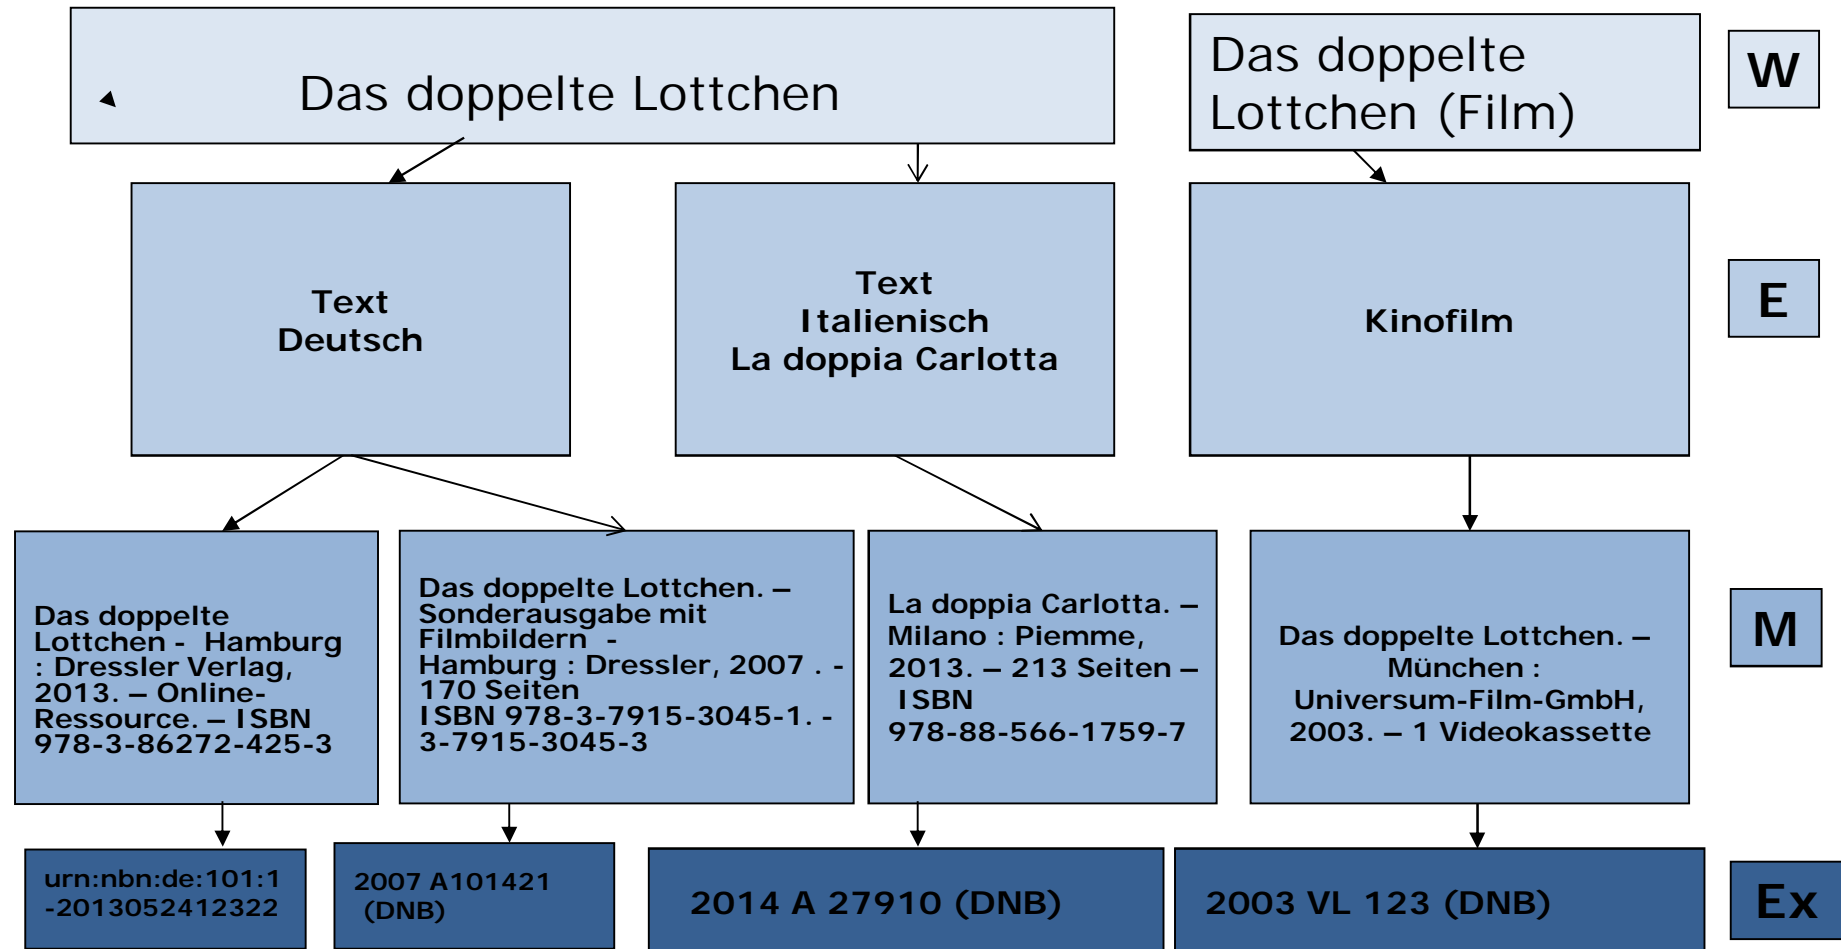 Das doppelte Lottchen
Das doppelte
Lottchen (Film)
W
Text
Deutsch
Text
Italienisch
La doppia Carlotta
Kinofilm
E
Das doppelte
Lottchen - Hamburg
: Dressler Verlag,
2013. – Online-
Ressource. – ISBN
978-3-86272-425-3
Das doppelte Lottchen. –
Sonderausgabe mit
Filmbildern -
Hamburg : Dressler, 2007 . -
170 Seiten
ISBN 978-3-7915-3045-1. -
3-7915-3045-3
La doppia Carlotta. –
Milano : Piemme,
2013. – 213 Seiten –
ISBN
978-88-566-1759-7
Das doppelte Lottchen. –
München :
Universum-Film-GmbH,
2003. – 1 Videokassette
M
urn:nbn:de:101:1
-2013052412322
2007 A101421
(DNB)
2014 A 27910 (DNB)
2003 VL 123 (DNB)
Ex